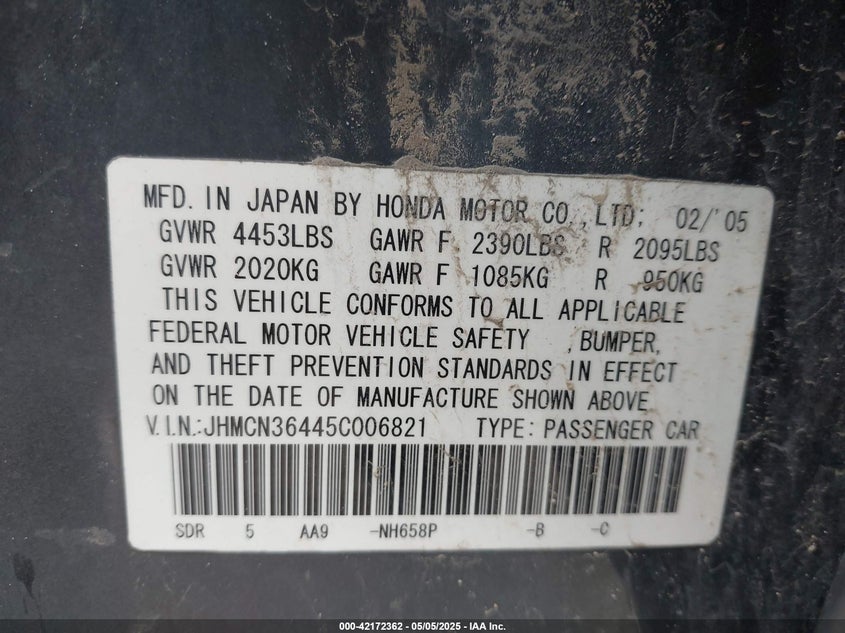 MFD. IN JAPAN BY HONDA MOTOR CO., LTD; 02/'05
GVWR 4453LBS GAWR F 2390LBS R 2095LBS
GVWR 2020KG GAWR F 1085KG R 950KG
THIS VEHICLE CONFORMS TO ALL APPLICABLE
FEDERAL MOTOR VEHICLE SAFETY , BUMPER,
AND THEFT PREVENTION STANDARDS IN EFFECT
ON THE DATE OF MANUFACTURE SHOWN ABOVE
V.I.N.:JHMCN36445C006821 TYPE: PASSENGER CAR
SDR 5 AA9 -NH658P -B -C
000-42172362 - 05/05/2025 - IAA Inc.